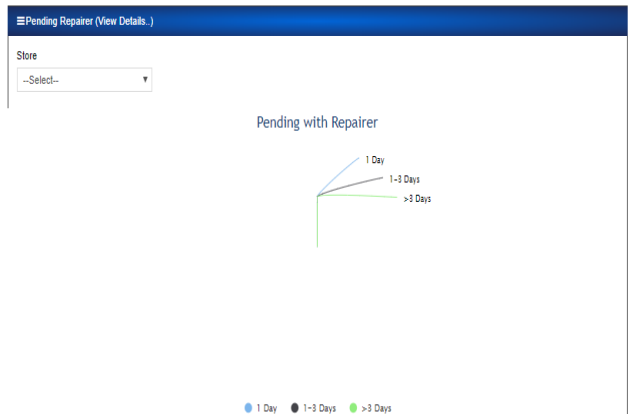 ≡Pending Repairer (View Details..)
Store
--Select--
Pending with Repairer
1 Day
1-3 Days
>3 Days
1 Day 1-3 Days >3 Days